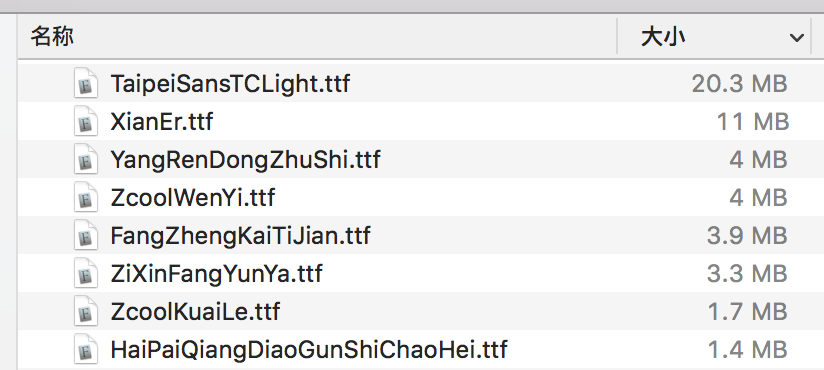 名称 大小
TaipeiSansTCLight.ttf 20.3 MB
XianEr.ttf 11 MB
YangRenDongZhuShi.ttf 4 MB
ZcoolWenYi.ttf 4 MB
FangZhengKaiTiJian.ttf 3.9 MB
ZiXinFangYunYa.ttf 3.3 MB
ZcoolKuaiLe.ttf 1.7 MB
HaiPaiQiangDiaoGunShiChaoHei.ttf 1.4 MB